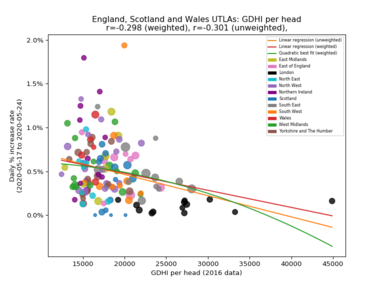 England, Scotland and Wales UTLAs: GDHI per head
r=-0.298 (weighted), r=-0.301 (unweighted),
Daily % increase rate
(2020-05-17 to 2020-05-24)
2.0%
1.5%
1.0%
0.5%
0.0%
Linear regression (unweighted)
Linear regression (weighted)
Quadratic best fit (weighted)
East Midlands
East of England
London
North East
North West
Northern Ireland
Scotland
South East
South West
Wales
West Midlands
Yorkshire and The Humber
15000
20000
25000
30000
35000
40000
45000
GDHI per head (2016 data)